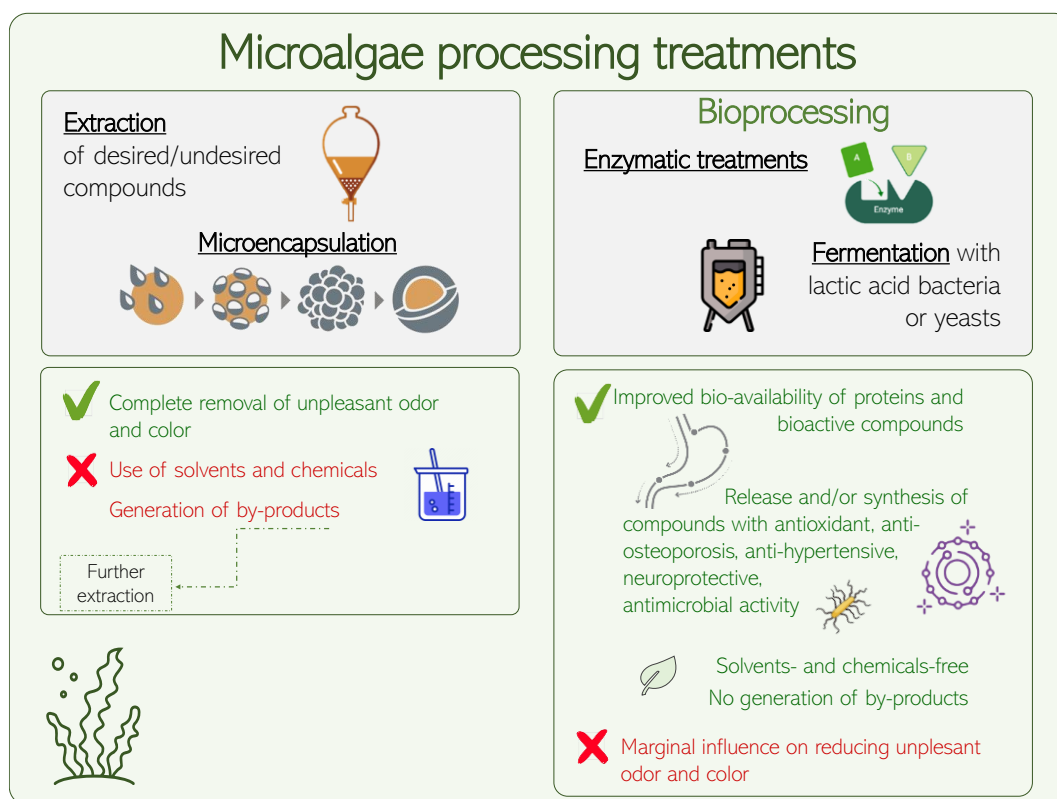 Microalgae processing treatments
Extraction
of desired/undesired
compounds
Microencapsulation
Bioprocessing
Enzymatic treatments
A
B
Enzyme
Fermentation with
lactic acid bacteria
or yeasts
Complete removal of unpleasant odor
and color
Use of solvents and chemicals
Generation of by-products
Further
extraction
Improved bio-availability of proteins and
bioactive compounds
Release and/or synthesis of
compounds with antioxidant, anti-
osteoporosis, anti-hypertensive,
neuroprotective,
antimicrobial activity
Solvents- and chemicals-free
No generation of by-products
Marginal influence on reducing unplesant
odor and color